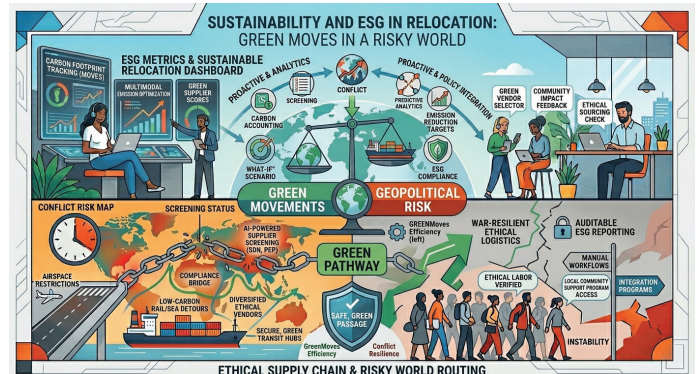 SUSTAINABILITY AND ESG IN RELOCATION:
GREEN MOVES IN A RISKY WORLD
ESG METRICS & SUSTAINABLE
RELOCATION DASHBOARD
CARBON FOOTPRINT
TRACKING (MOVES)
MULTIMODAL
EMISSION OPTIMIZATION
GREEN
SUPPLIER
SCORES
PROACTIVE & ANALYTICS
SCREENING
CARBON
ACCOUNTING
"WHAT-IF"
SCENARIO
CONFLICT
PROACTIVE & POLICY INTEGRATION
PREDICTIVE
ANALYTICS
EMISSION
REDUCTION
TARGETS
ESG
COMPLIANCE
GREEN
VENDOR
SELECTOR
COMMUNITY
IMPACT
FEEDBACK
ETHICAL
SOURCING
CHECK
GREEN
MOVEMENTS
GEOPOLITICAL
RISK
CONFLICT RISK MAP
SCREENING STATUS
AI-POWERED
SUPPLIER
SCREENING
(SDN, PEP)
AIRSPACE
RESTRICTIONS
COMPLIANCE
BRIDGE
LOW-CARBON
RAIL/SEA DETOURS
DIVERSIFIED
ETHICAL
VENDORS
SECURE, GREEN
TRANSIT HUBS
GREENMoves
Efficiency
(left)
GREEN
PATHWAY
SAFE, GREEN
PASSAGE
GreenMoves
Efficiency
Conflict
Resilience
WAR-RESILIENT
ETHICAL
LOGISTICS
AUDITABLE
ESG REPORTING
ETHICAL LABOR
VERIFIED
MANUAL
WORKFLOWS
LOCAL COMMUNITY
SUPPORT PROGRAM
ACCESS
INTEGRATION
PROGRAMS
INSTABILITY
ETHICAL SUPPLY CHAIN & RISKY WORLD ROUTING